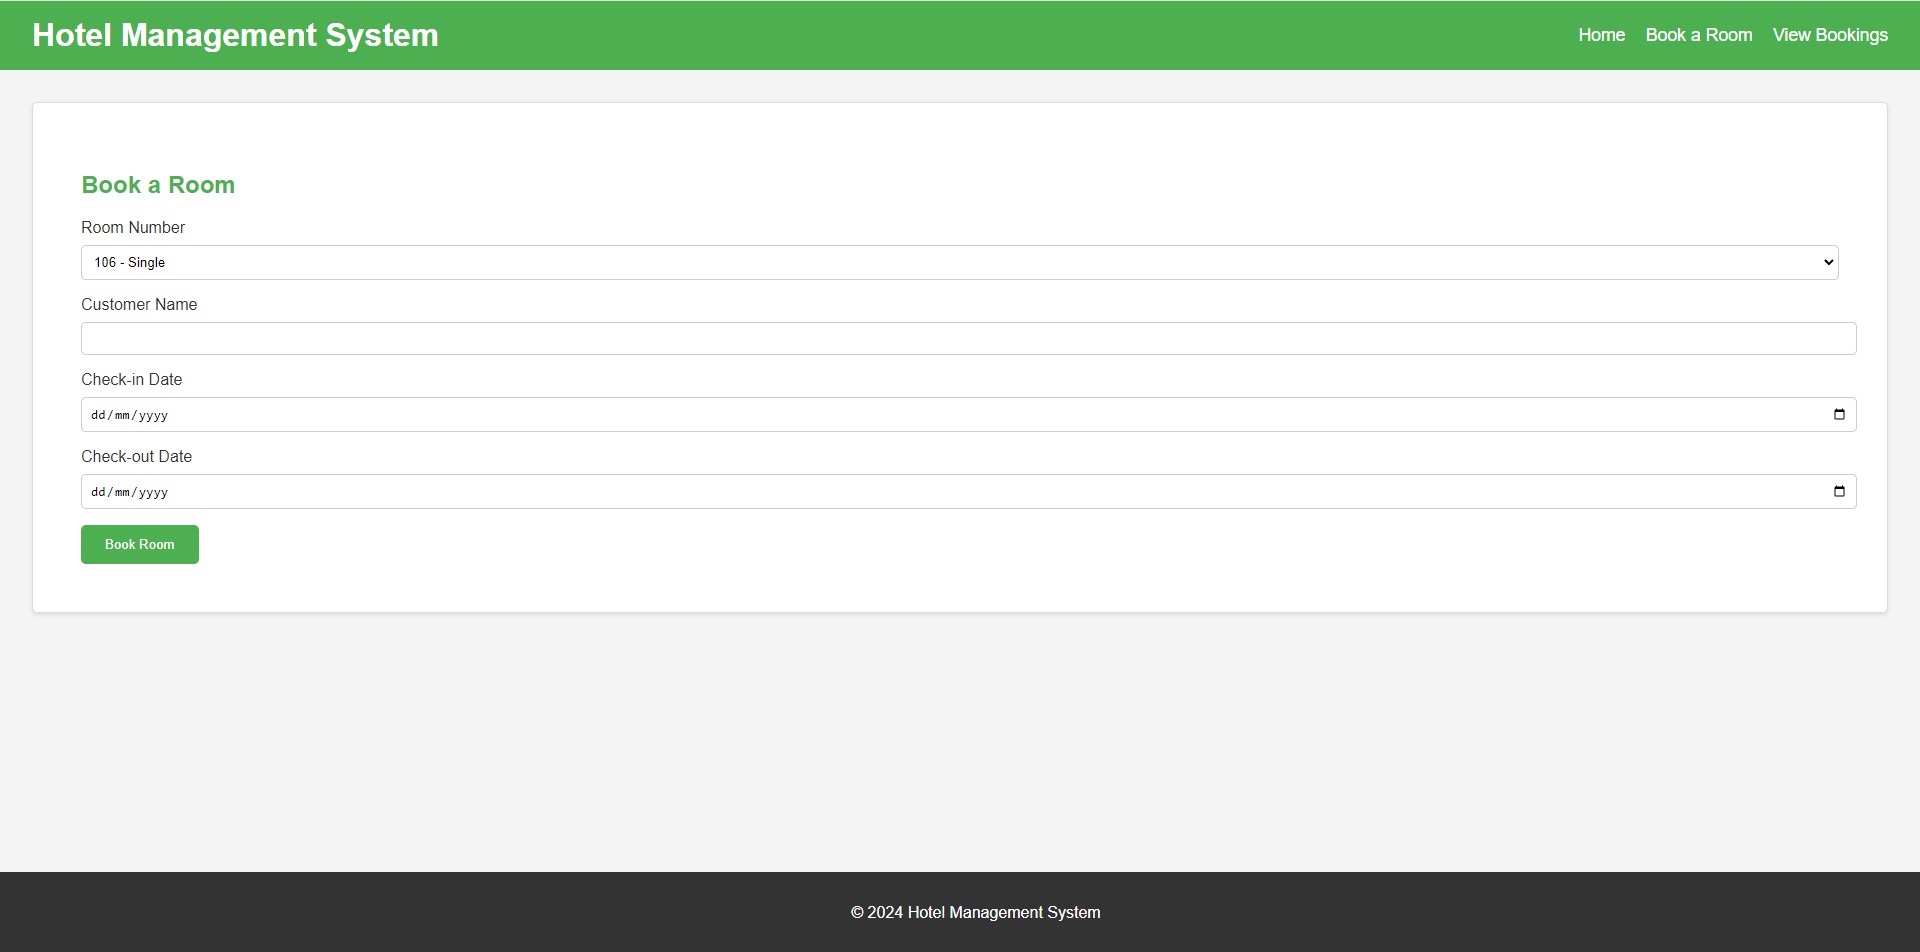 Hotel Management System
Home Book a Room View Bookings
Book a Room
Room Number
106 - Single
Customer Name
Check-in Date
dd/mm/yyyy
Check-out Date
dd/mm/yyyy
Book Room
© 2024 Hotel Management System